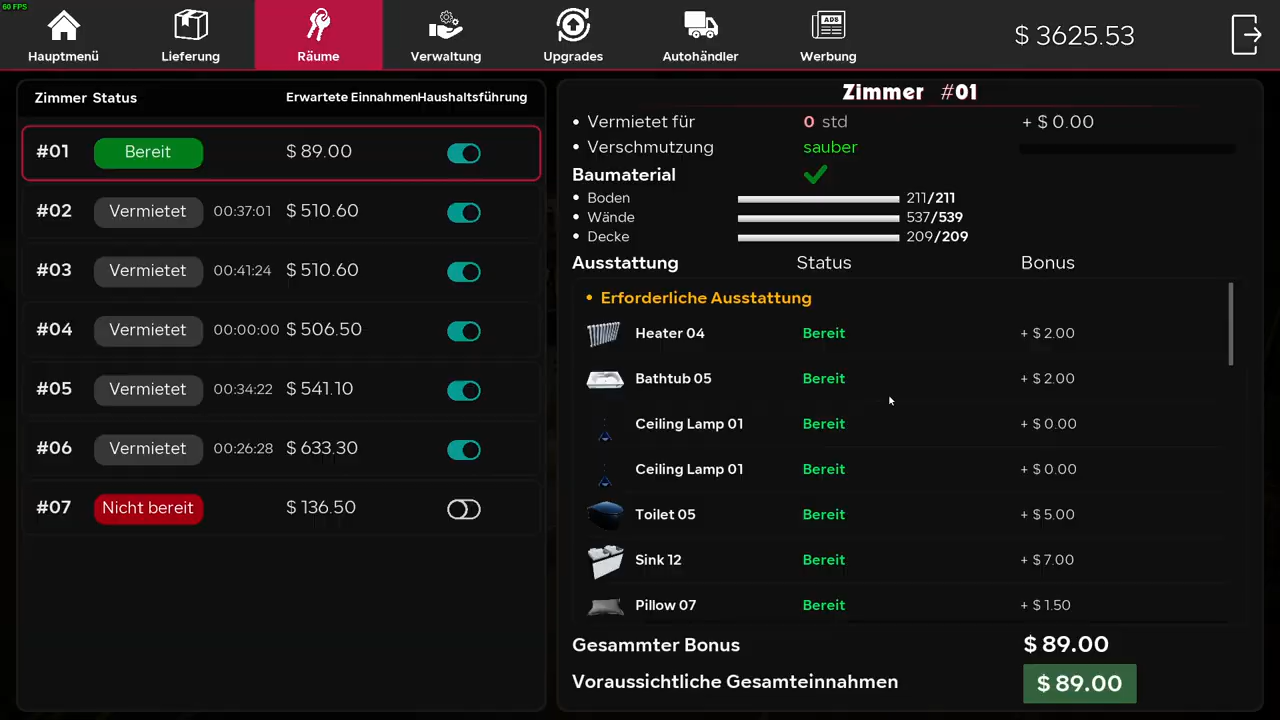 60 FPS
Hauptmenü Lieferung Räume Verwaltung Upgrades Autohändler Werbung $ 3625.53
ADS
Zimmer Status Erwartete Einnahmen Haushaltsführung
#01 Bereit $ 89.00
#02 Vermietet 00:37:01 $ 510.60
#03 Vermietet 00:41:24 $ 510.60
#04 Vermietet 00:00:00 $ 506.50
#05 Vermietet 00:34:22 $ 541.10
#06 Vermietet 00:26:28 $ 633.30
#07 Nicht bereit $ 136.50
Zimmer #01
• Vermietet für 0 std + $ 0.00
• Verschmutzung sauber
Baumaterial
• Boden 211/211
• Wände 537/539
• Decke 209/209
Ausstattung Status Bonus
• Erforderliche Ausstattung
Heater 04 Bereit + $ 2.00
Bathtub 05 Bereit + $ 2.00
Ceiling Lamp 01 Bereit + $ 0.00
Ceiling Lamp 01 Bereit + $ 0.00
Toilet 05 Bereit + $ 5.00
Sink 12 Bereit + $ 7.00
Pillow 07 Bereit + $ 1.50
Gesammter Bonus $ 89.00
Voraussichtliche Gesamteinnahmen $ 89.00